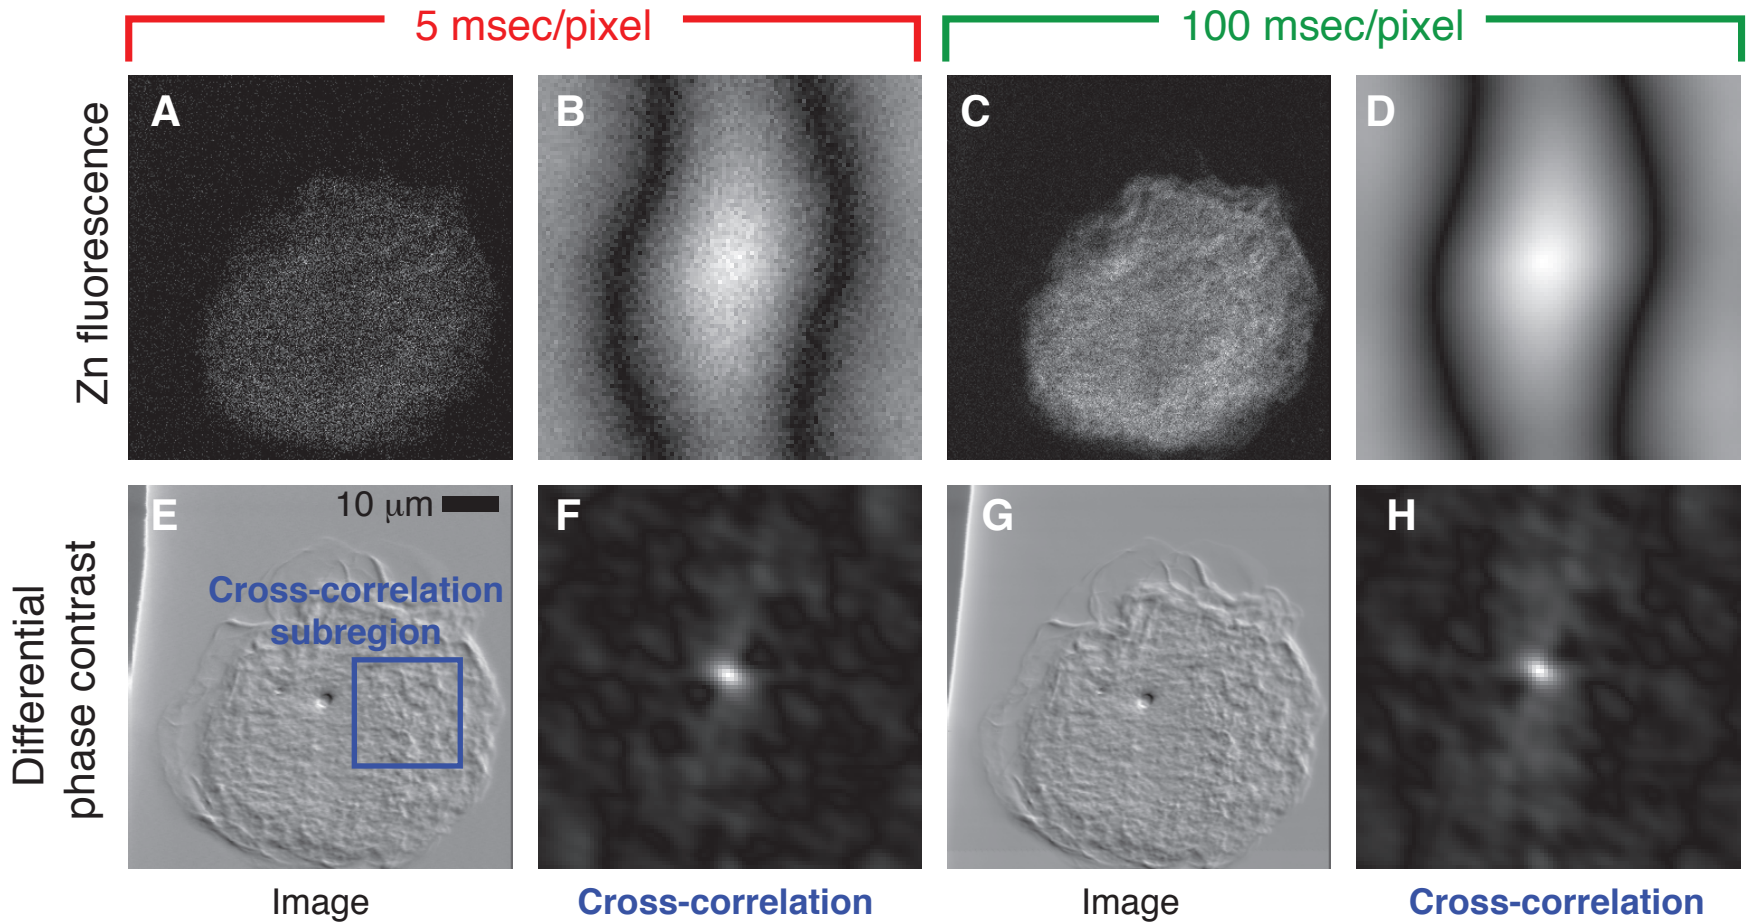 5 msec/pixel
100 msec/pixel
Zn fluorescence
A
B
C
D
Differential
phase contrast
E
10 μm
Cross-correlation
subregion
F
G
H
Image
Cross-correlation
Image
Cross-correlation